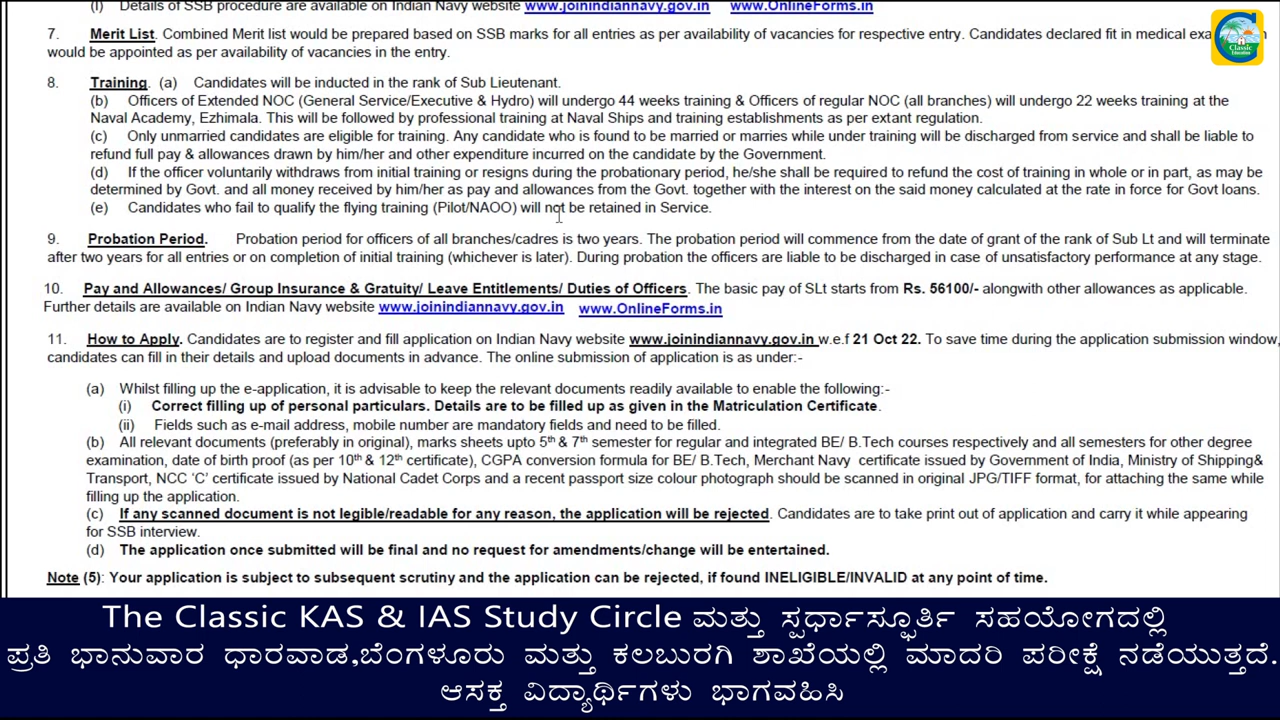 (l) Details of SSB procedure are available on Indian Navy website www.joinindiannavy.gov.in www.OnlineForms.in
7. Merit List. Combined Merit list would be prepared based on SSB marks for all entries as per availability of vacancies for respective entry. Candidates declared fit in medical
would be appointed as per availability of vacancies in the entry.
Classic
Education
8. Training. (a) Candidates will be inducted in the rank of Sub Lieutenant.
(b) Officers of Extended NOC (General Service/Executive & Hydro) will undergo 44 weeks training & Officers of regular NOC (all branches) will undergo 22 weeks training at the
Naval Academy, Ezhimala. This will be followed by professional training at Naval Ships and training establishments as per extant regulation.
(c) Only unmarried candidates are eligible for training. Any candidate who is found to be married or marries while under training will be discharged from service and shall be liable to
refund full pay & allowances drawn by him/her and other expenditure incurred on the candidate by the Government.
(d) If the officer voluntarily withdraws from initial training or resigns during the probationary period, he/she shall be required to refund the cost of training in whole or in part, as may be
determined by Govt. and all money received by him/her as pay and allowances from the Govt. together with the interest on the said money calculated at the rate in force for Govt loans.
(e) Candidates who fail to qualify the flying training (Pilot/NAOO) will not be retained in Service.
9. Probation Period. Probation period for officers of all branches/cadres is two years. The probation period will commence from the date of grant of the rank of Sub Lt and will terminate
after two years for all entries or on completion of initial training (whichever is later). During probation the officers are liable to be discharged in case of unsatisfactory performance at any stage.
10. Pay and Allowances/ Group Insurance & Gratuity/ Leave Entitlements/ Duties of Officers. The basic pay of SLt starts from Rs. 56100/- alongwith other allowances as applicable.
Further details are available on Indian Navy website www.joinindiannavy.gov.in www.OnlineForms.in
11. How to Apply. Candidates are to register and fill application on Indian Navy website www.joinindiannavy.gov.in w.e.f 21 Oct 22. To save time during the application submission window,
candidates can fill in their details and upload documents in advance. The online submission of application is as under:-
(a) Whilst filling up the e-application, it is advisable to keep the relevant documents readily available to enable the following:-
(i) Correct filling up of personal particulars. Details are to be filled up as given in the Matriculation Certificate.
(ii) Fields such as e-mail address, mobile number are mandatory fields and need to be filled.
(b) All relevant documents (preferably in original), marks sheets upto 5th & 7th semester for regular and integrated BE/ B.Tech courses respectively and all semesters for other degree
examination, date of birth proof (as per 10th & 12th certificate), CGPA conversion formula for BE/ B.Tech, Merchant Navy certificate issued by Government of India, Ministry of Shipping&
Transport, NCC ‘C’ certificate issued by National Cadet Corps and a recent passport size colour photograph should be scanned in original JPG/TIFF format, for attaching the same while
filling up the application.
(c) If any scanned document is not legible/readable for any reason, the application will be rejected. Candidates are to take print out of application and carry it while appearing
for SSB interview.
(d) The application once submitted will be final and no request for amendments/change will be entertained.
Note (5): Your application is subject to subsequent scrutiny and the application can be rejected, if found INELIGIBLE/INVALID at any point of time.
The Classic KAS & IAS Study Circle ಮತ್ತು ಸ್ಪರ್ಧಾಸ್ಫೂರ್ತಿ ಸಹಯೋಗದಲ್ಲಿ
ಪ್ರತಿ ಭಾನುವಾರ ಧಾರವಾಡ,ಬೆಂಗಳೂರು ಮತ್ತು ಕಲಬುರಗಿ ಶಾಖೆಯಲ್ಲಿ ಮಾದರಿ ಪರೀಕ್ಷೆ ನಡೆಯುತ್ತದೆ.
ಆಸಕ್ತ ವಿದ್ಯಾರ್ಥಿಗಳು ಭಾಗವಹಿಸಿ